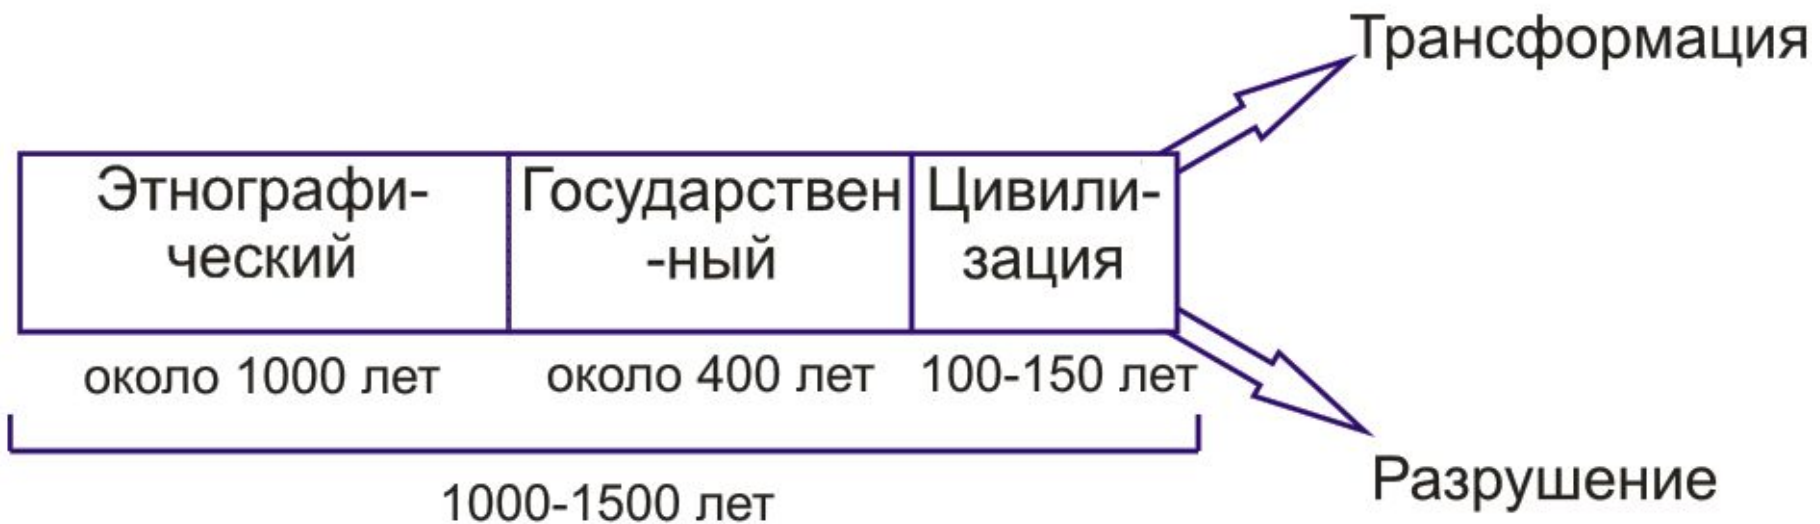 Трансформация
Этнографи-
ческий
Государствен
-ный
Цивили-
зация
около 1000 лет
около 400 лет
100-150 лет
1000-1500 лет
Разрушение